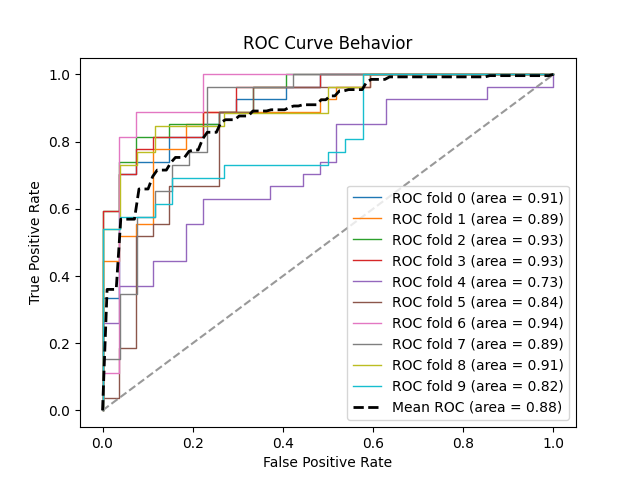 ROC Curve Behavior
True Positive Rate
1.0
0.8
0.6
0.4
0.2
0.0
ROC fold 0 (area = 0.91)
ROC fold 1 (area = 0.89)
ROC fold 2 (area = 0.93)
ROC fold 3 (area = 0.93)
ROC fold 4 (area = 0.73)
ROC fold 5 (area = 0.84)
ROC fold 6 (area = 0.94)
ROC fold 7 (area = 0.89)
ROC fold 8 (area = 0.91)
ROC fold 9 (area = 0.82)
Mean ROC (area = 0.88)
0.0 0.2 0.4 0.6 0.8 1.0
False Positive Rate